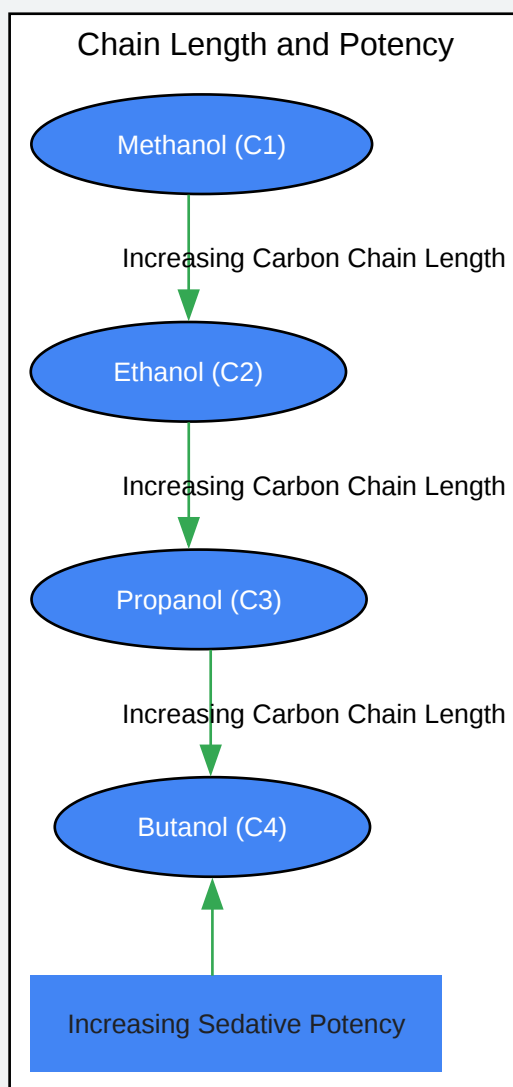 Chain Length and Potency
Methanol (C1)
Increasing Carbon Chain Length
Ethanol (C2)
Increasing Carbon Chain Length
Propanol (C3)
Increasing Carbon Chain Length
Butanol (C4)
Increasing Sedative Potency